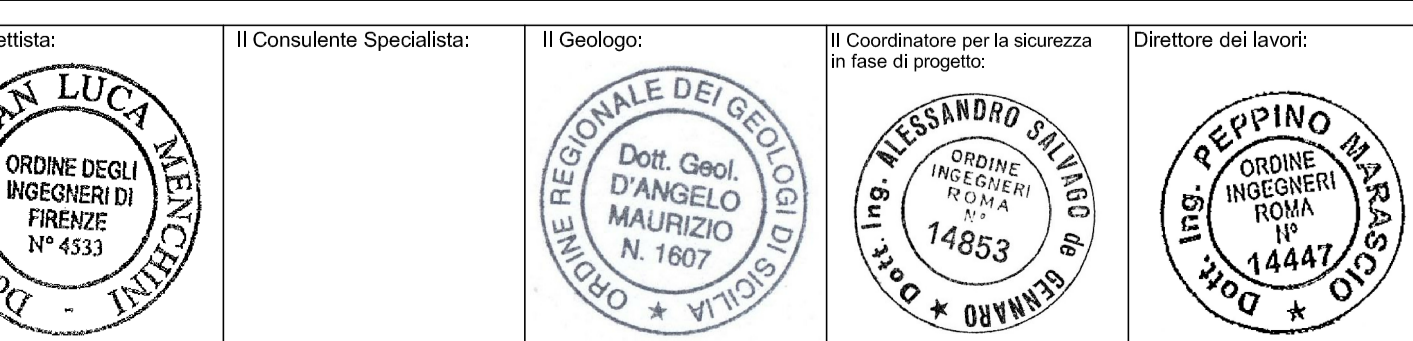 ettista:
AN LUCA MENCHINI
ORDINE DEGLI
INGEGNERI DI
FIRENZE
N° 4533
Il Consulente Specialista:
Il Geologo:
ORDINE REGIONALE DEI GEOLOGI DI SICILIA
Dott. Geol.
D'ANGELO
MAURIZIO
N. 1607
Il Coordinatore per la sicurezza
in fase di progetto:
Dott. Ing. ALESSANDRO SALVAGO de GENNARO
ORDINE
INGEGNERI
ROMA
N°
14853
Direttore dei lavori:
Dott. Ing. PEPPINO MARASCIO
ORDINE
INGEGNERI
ROMA
N°
14447